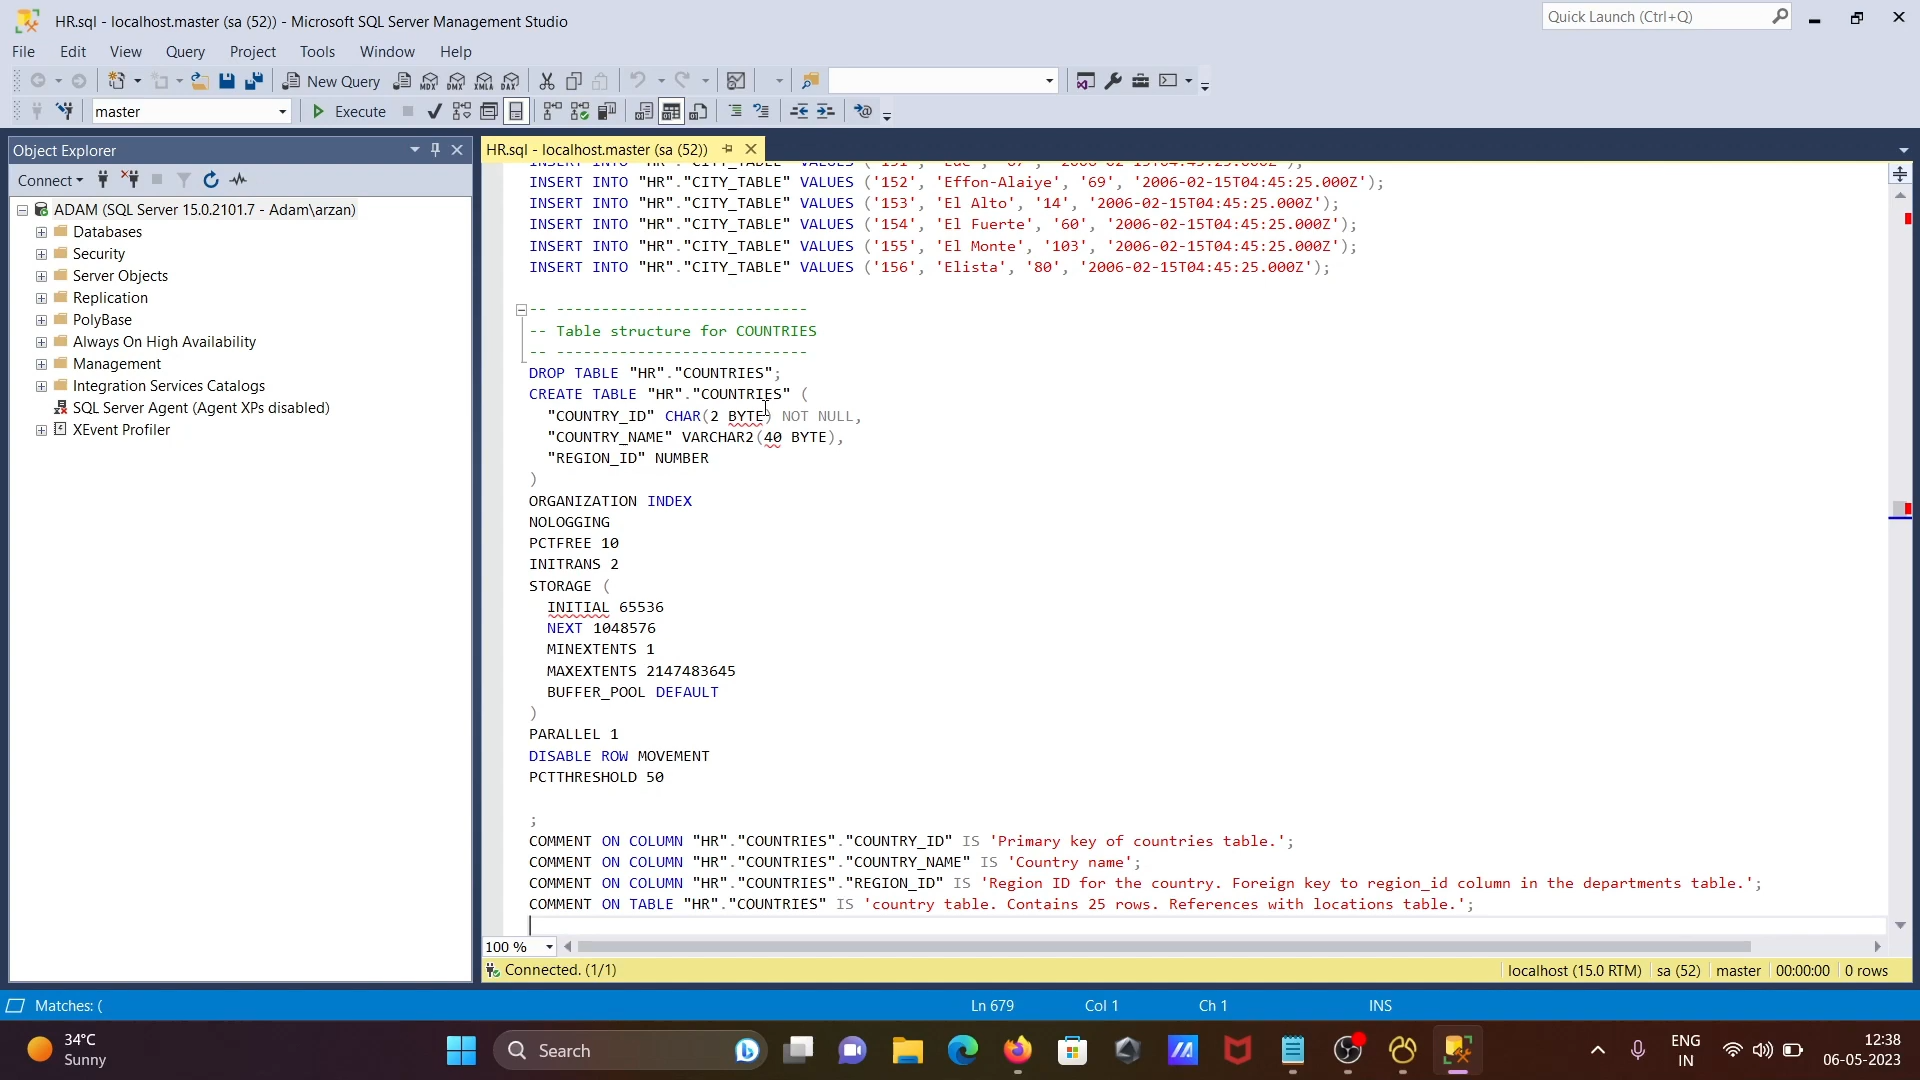 HR.sql - localhost.master (sa (52)) - Microsoft SQL Server Management Studio
Quick Launch (Ctrl+Q)
File Edit View Query Project Tools Window Help
New Query
MDX DMX XMLA DAX
master
Execute
Object Explorer
HR.sql - localhost.master (sa (52))
Connect
ADAM (SQL Server 15.0.2101.7 - Adam\arzan)
Databases
Security
Server Objects
Replication
PolyBase
Always On High Availability
Management
Integration Services Catalogs
SQL Server Agent (Agent XPs disabled)
XEvent Profiler
INSERT INTO "HR"."CITY_TABLE" VALUES ('152', 'Effon-Alaiye', '69', '2006-02-15T04:45:25.000Z');
INSERT INTO "HR"."CITY_TABLE" VALUES ('153', 'El Alto', '14', '2006-02-15T04:45:25.000Z');
INSERT INTO "HR"."CITY_TABLE" VALUES ('154', 'El Fuerte', '60', '2006-02-15T04:45:25.000Z');
INSERT INTO "HR"."CITY_TABLE" VALUES ('155', 'El Monte', '103', '2006-02-15T04:45:25.000Z');
INSERT INTO "HR"."CITY_TABLE" VALUES ('156', 'Elista', '80', '2006-02-15T04:45:25.000Z');
-- ----------------------------
-- Table structure for COUNTRIES
-- ----------------------------
DROP TABLE "HR"."COUNTRIES";
CREATE TABLE "HR"."COUNTRIES" (
"COUNTRY_ID" CHAR(2 BYTE) NOT NULL,
"COUNTRY_NAME" VARCHAR2(40 BYTE),
"REGION_ID" NUMBER
)
ORGANIZATION INDEX
NOLOGGING
PCTFREE 10
INITRANS 2
STORAGE (
INITIAL 65536
NEXT 1048576
MINEXTENTS 1
MAXEXTENTS 2147483645
BUFFER_POOL DEFAULT
)
PARALLEL 1
DISABLE ROW MOVEMENT
PCTTHRESHOLD 50
;
COMMENT ON COLUMN "HR"."COUNTRIES"."COUNTRY_ID" IS 'Primary key of countries table.';
COMMENT ON COLUMN "HR"."COUNTRIES"."COUNTRY_NAME" IS 'Country name';
COMMENT ON COLUMN "HR"."COUNTRIES"."REGION_ID" IS 'Region ID for the country. Foreign key to region_id column in the departments table.';
COMMENT ON TABLE "HR"."COUNTRIES" IS 'country table. Contains 25 rows. References with locations table.';
100 %
Connected. (1/1)
localhost (15.0 RTM) sa (52) master 00:00:00 0 rows
Matches: (
Ln 679 Col 1 Ch 1 INS
34°C
Sunny
Search
ENG
IN
12:38
06-05-2023